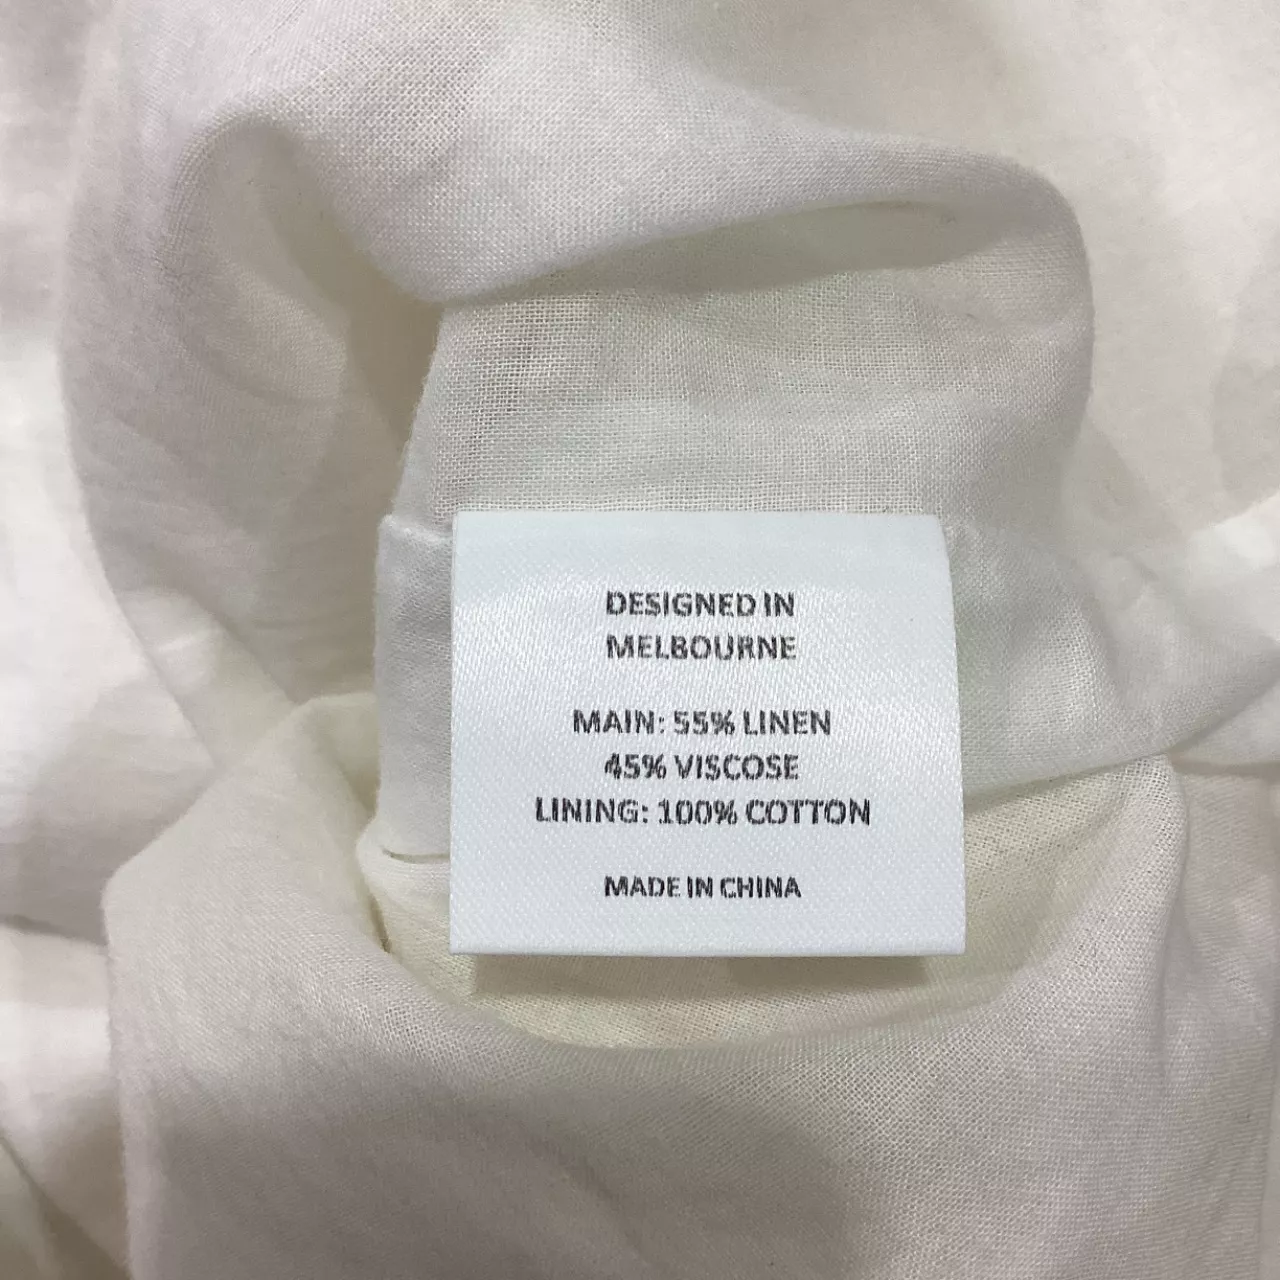 DESIGNED IN
MELBOURNE
MAIN: 55% LINEN
45% VISCOSE
LINING: 100% COTTON
MADE IN CHINA